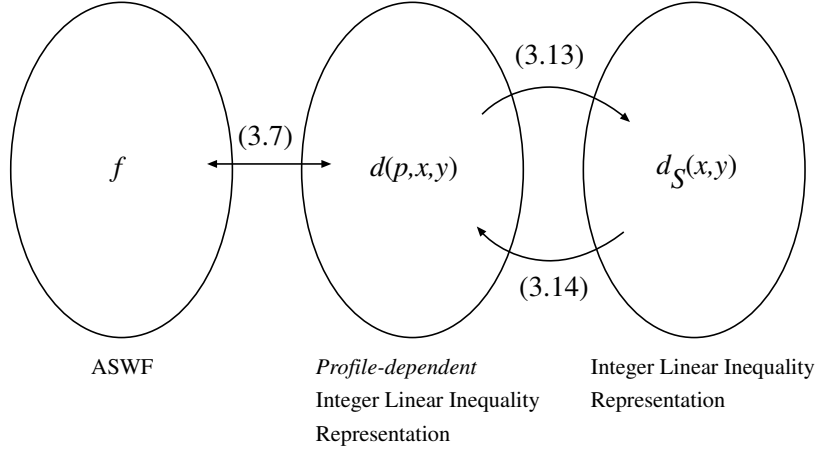 (3.13)
(3.7)
f
d(p,x,y)
d_S(x,y)
(3.14)
ASWF
Profile-dependent
Integer Linear Inequality
Representation
Integer Linear Inequality
Representation